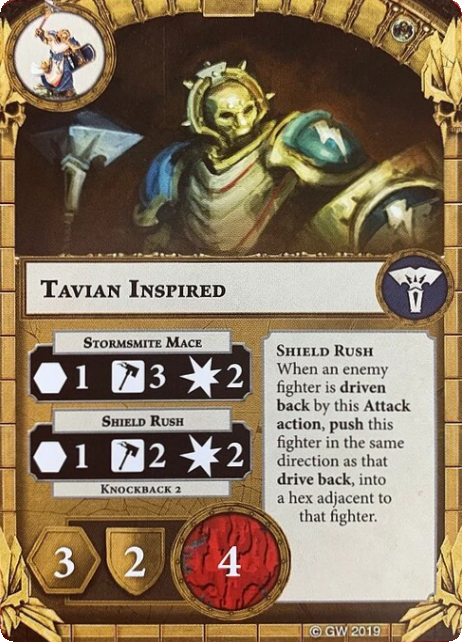 Tavian Inspired
Stormsmite Mace
1 3 2
Shield Rush
1 2 2
Knockback 2
3 2 4
Shield Rush
When an enemy
fighter is driven
back by this Attack
action, push this
fighter in the same
direction as that
drive back, into
a hex adjacent to
that fighter.
© GW 2019